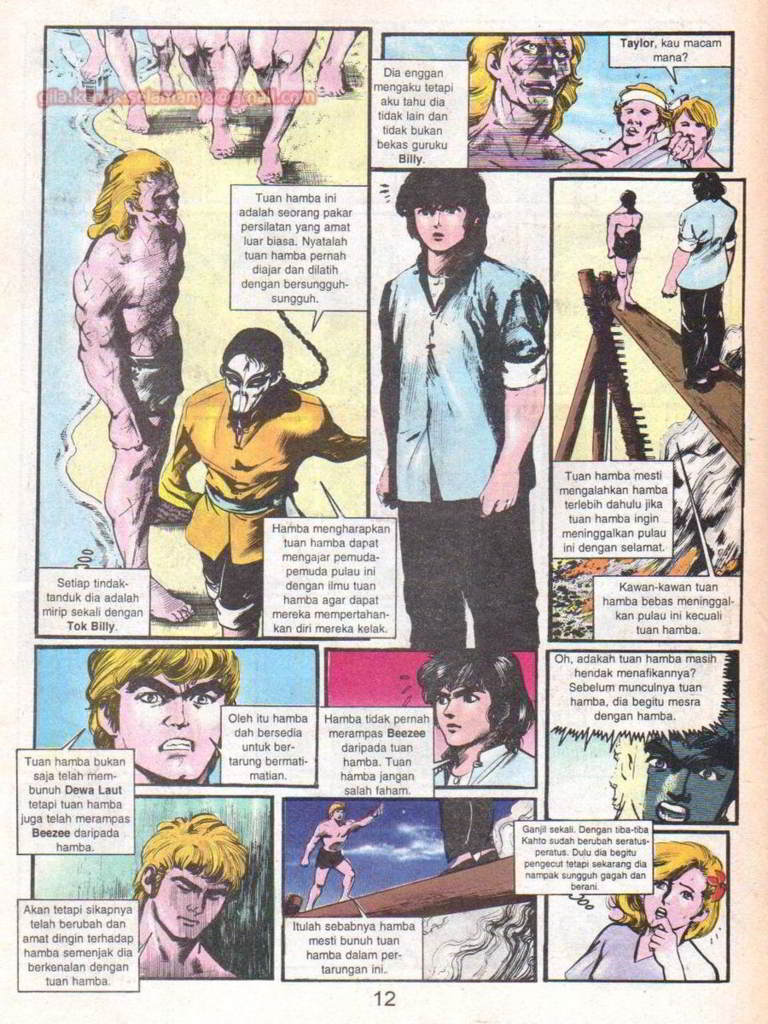 gila.komik.selamanya@gmail.com
Tuan hamba ini
adalah seorang pakar
persilatan yang amat
luar biasa. Nyatalah
tuan hamba pernah
diajar dan dilatih
dengan bersungguh-
sungguh.
Hamba mengharapkan
tuan hamba dapat
mengajar pemuda-
pemuda pulau ini
dengan ilmu tuan
hamba agar dapat
mereka mempertahan-
kan diri mereka kelak.
Setiap tindak-
tanduk dia adalah
mirip sekali dengan
Tok Billy.
Dia enggan
mengaku tetapi
aku tahu dia
tidak lain dan
tidak bukan
bekas guruku
Billy.
Taylor, kau macam
mana?
Tuan hamba mesti
mengalahkan hamba
terlebih dahulu jika
tuan hamba ingin
meninggalkan pulau
ini dengan selamat.
Kawan-kawan tuan
hamba bebas meninggal-
kan pulau ini kecuali
tuan hamba.
Tuan hamba bukan
saja telah mem-
bunuh Dewa Laut
tetapi tuan hamba
juga telah merampas
Beezee daripada
hamba.
Oleh itu hamba
dah bersedia
untuk ber-
tarung bermati-
matian.
Hamba tidak pernah
merampas Beezee
daripada tuan
hamba. Tuan
hamba jangan
salah faham.
Oh, adakah tuan hamba masih
hendak menafikannya?
Sebelum munculnya tuan
hamba, dia begitu mesra
dengan hamba.
Akan tetapi sikapnya
telah berubah dan
amat dingin terhadap
hamba semenjak dia
berkenalan dengan
tuan hamba.
Itulah sebabnya hamba
mesti bunuh tuan
hamba dalam per-
tarungan ini..
Ganjil sekali. Dengan tiba-tiba
Kahto sudah berubah seratus-
peratus. Dulu dia begitu
pengecut tetapi sekarang dia
nampak sungguh gagah dan
berani.
12